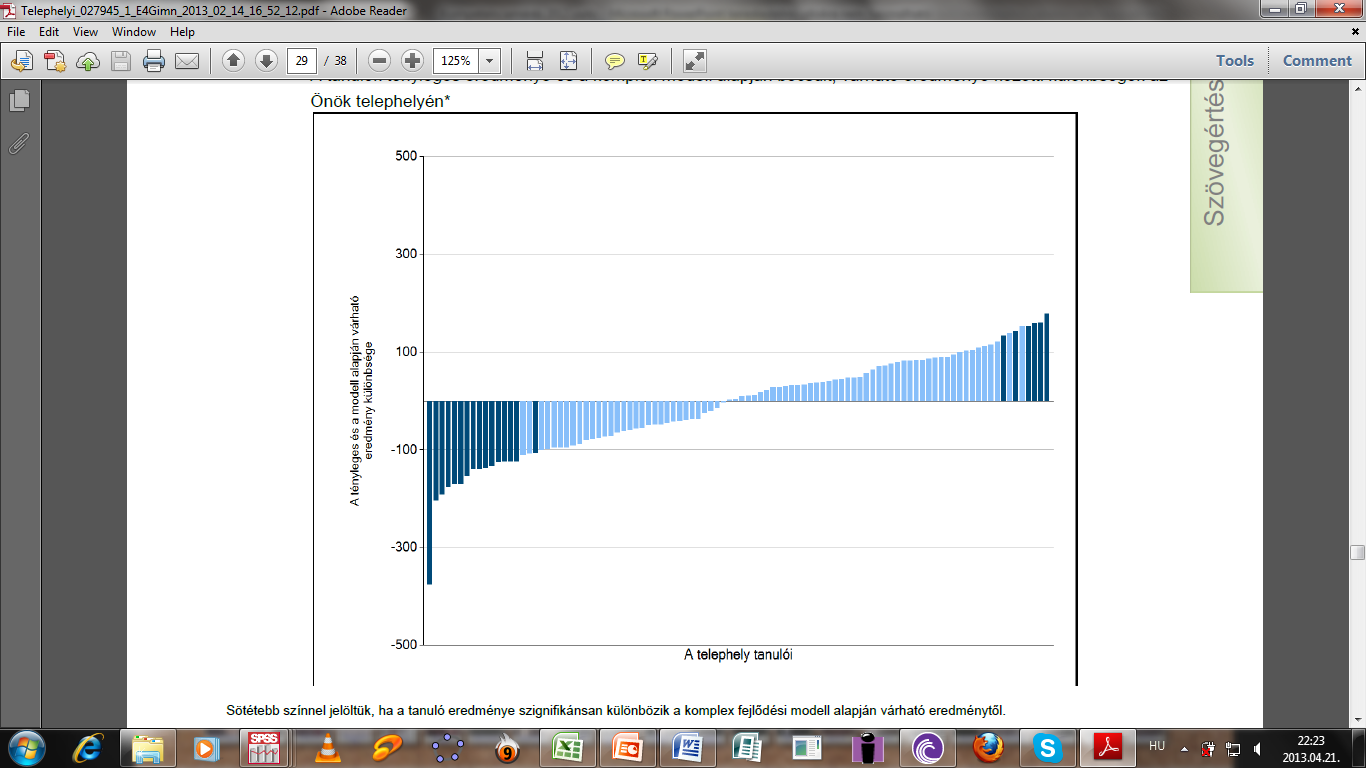 Telephelyi_027945_1_E4Gimn_2013_02_14_16_52_12.pdf - Adobe Reader
File Edit View Window Help
29 / 38 125% Tools Comment
Önök telephelyén*
Szövegértés
500
300
100
-100
-300
-500
A tényleges és a modell alapján várható
eredmény különbsége
A telephely tanulói
Sötétebb színnel jelöltük, ha a tanuló eredménye szignifikánsan különbözik a komplex fejlődési modell alapján várható eredménytől.
SPSS
9
HU
22:23
2013.04.21.